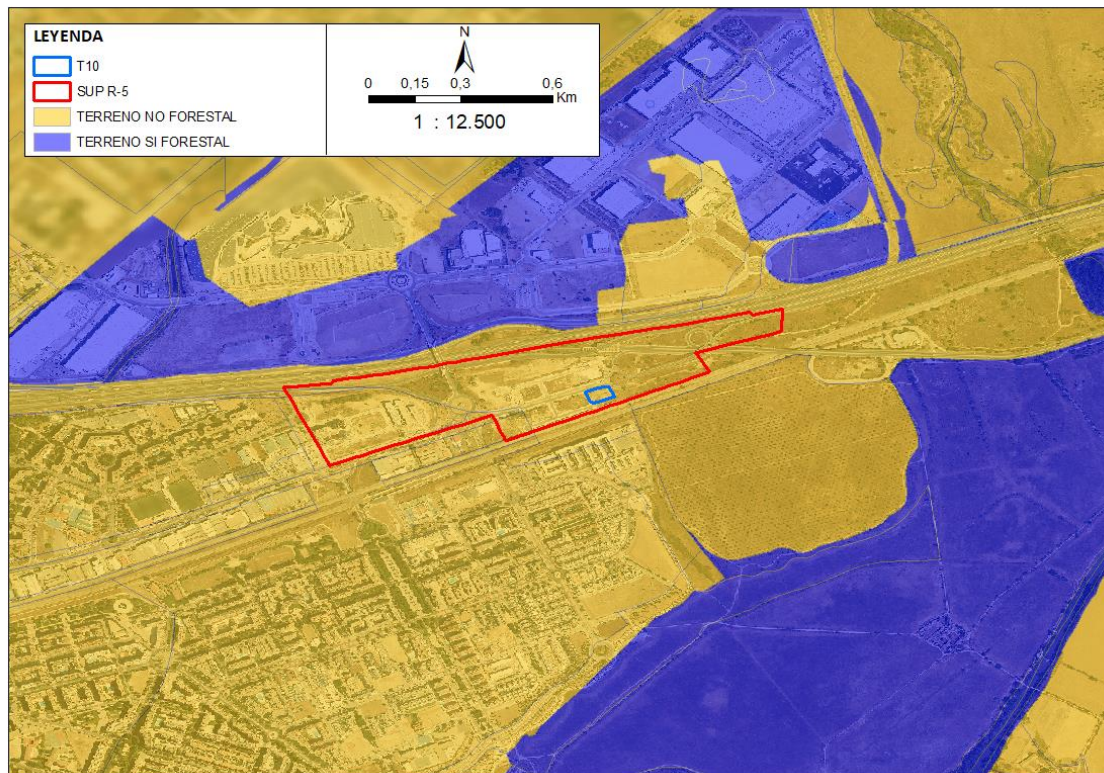 LEYENDA
T10
SUP R-5
TERRENO NO FORESTAL
TERRENO SI FORESTAL
N
0 0,15 0,3 0,6
Km
1 : 12.500